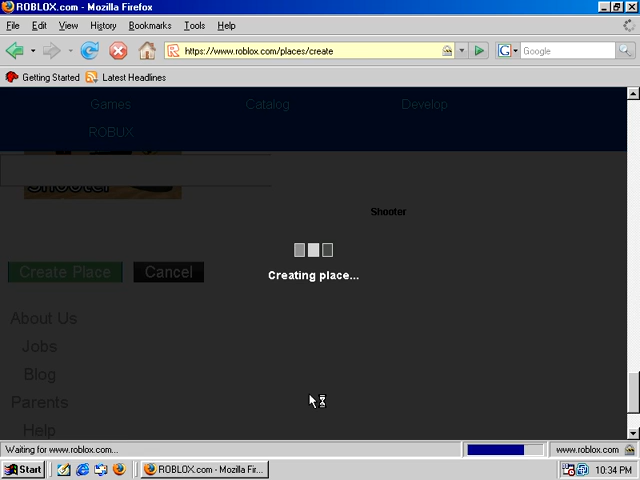 ROBLOX.com - Mozilla Firefox
File Edit View History Bookmarks Tools Help
https://www.roblox.com/places/create
Google
Getting Started Latest Headlines
Games Catalog Develop
ROBUX
Shooter
Shooter
Creating place...
Create Place Cancel
About Us
Jobs
Blog
Parents
Help
Waiting for www.roblox.com...
www.roblox.com
Start
ROBLOX.com - Mozilla Fir...
10:34 PM